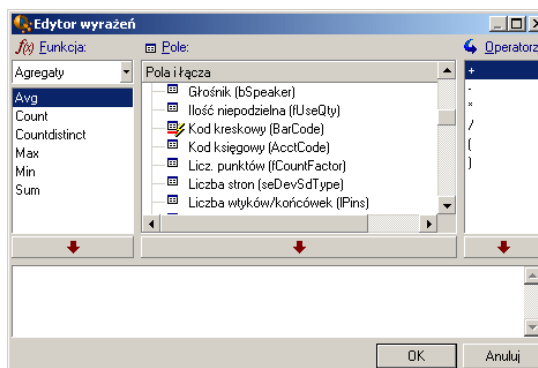 Edytor wyrażeń
f(x) Funkcja:
Pole:
Operatorz
Agregaty
Pola i łącza
+
Avg
Głośnik (bSpeaker)
-
Count
Ilość niepodzielna (fUseQty)
*
Countdistinct
Kod kreskowy (BarCode)
/
Max
Kod księgowy (AcctCode)
(
Min
Licz. punktów (fCountFactor)
)
Sum
Liczba stron (seDevSdType)
Liczba wtyków/końcówek (lPins)
OK
Anuluj